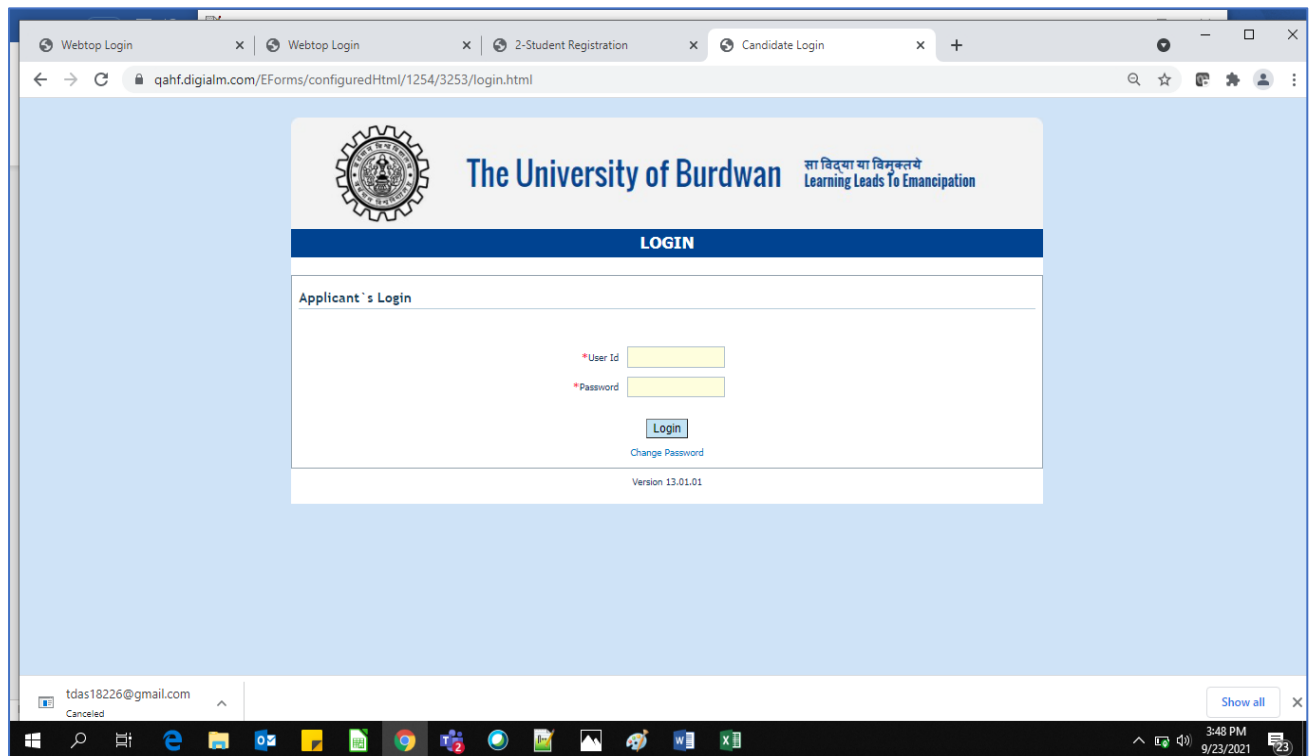 Webtop Login
Webtop Login
2-Student Registration
Candidate Login
qahf.digialm.com/EForms/configuredHtml/1254/3253/login.html
The University of Burdwan
सा विद्या या विमुक्तये
Learning Leads To Emancipation
LOGIN
Applicant`s Login
*User Id
*Password
Login
Change Password
Version 13.01.01
tdas18226@gmail.com
Canceled
Show all
3:48 PM
9/23/2021
23